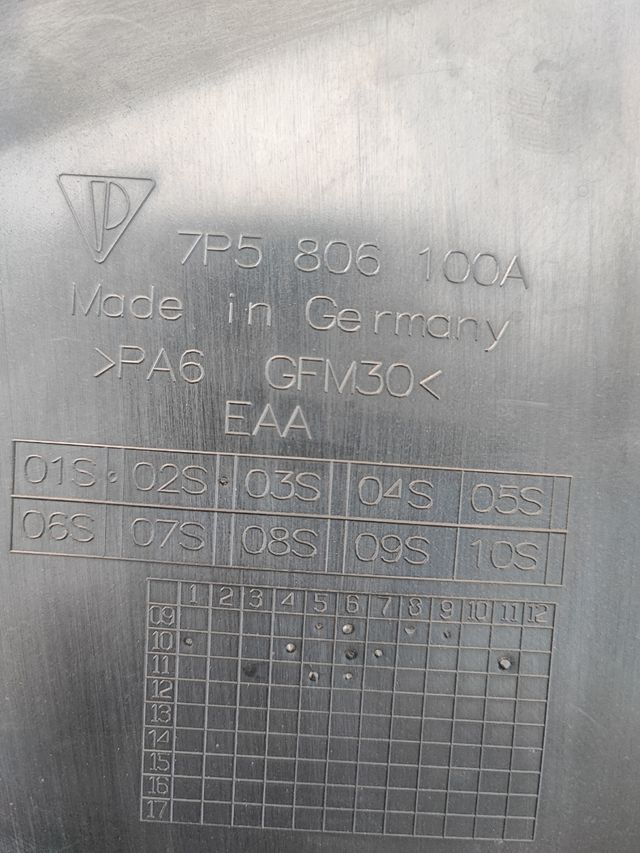 P
7P5 806 100A
Made in Germany
>PA6 GFM30<
EAA
01S 02S 03S 04S 05S
06S 07S 08S 09S 10S
1 2 3 4 5 6 7 8 9 10 11 12
09
10
11
12
13
14
15
16
17